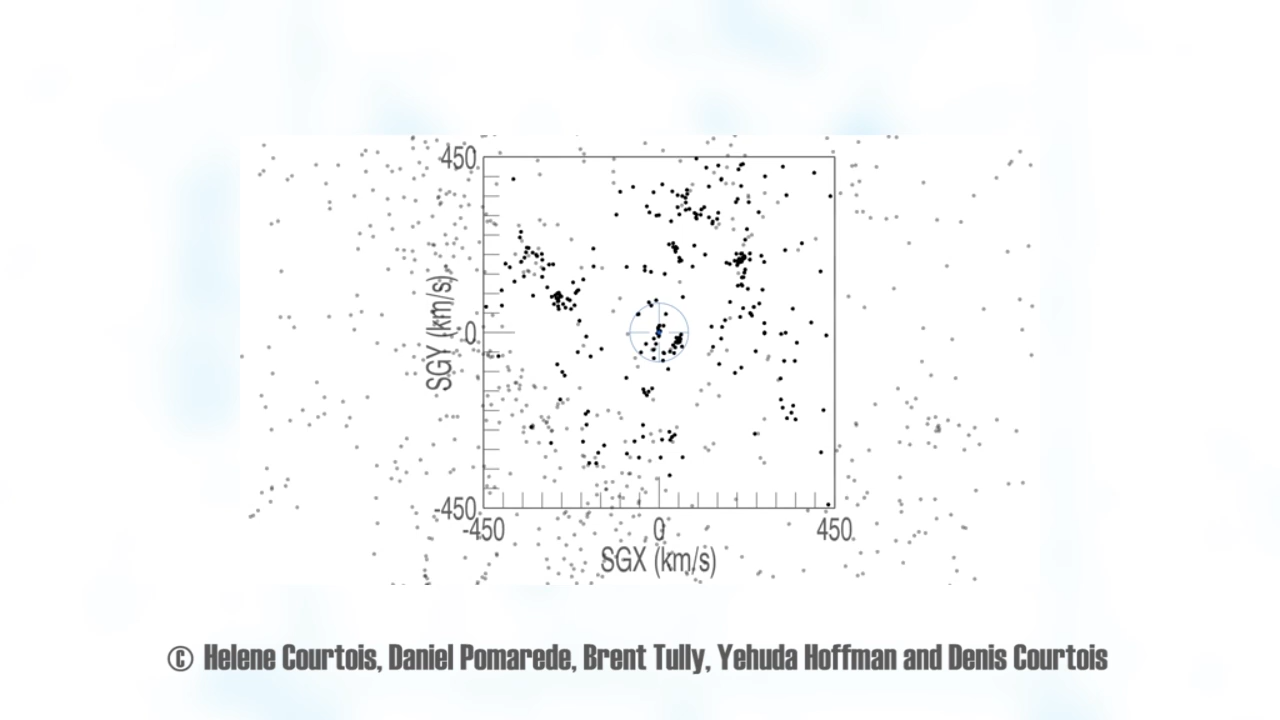 450
SGY (km/s)
0
-450
-450 0 450
SGX (km/s)
© Helene Courtois, Daniel Pomarede, Brent Tully, Yehuda Hoffman and Denis Courtois